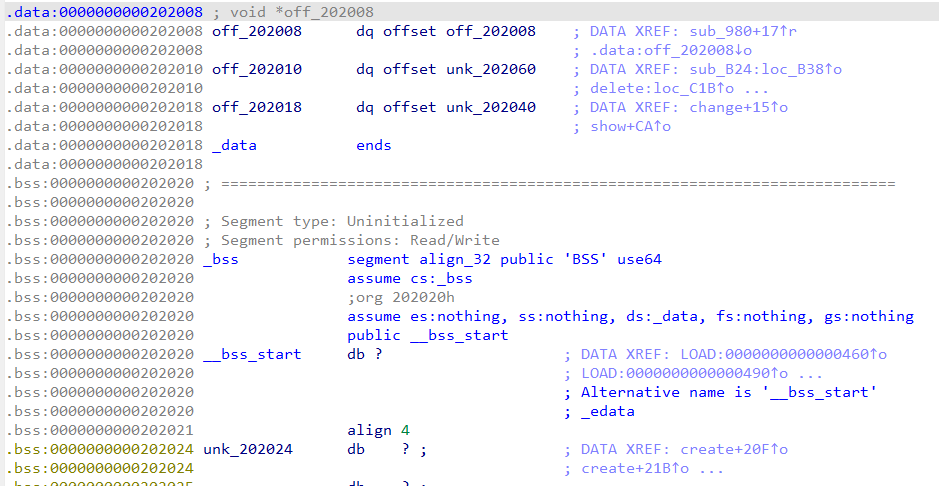 .data:0000000000202008 ; void *off_202008
.data:0000000000202008 off_202008 dq offset off_202008 ; DATA XREF: sub_980+17↑r
.data:0000000000202008 ; .data:off_202008↓o
.data:0000000000202010 off_202010 dq offset unk_202060 ; DATA XREF: sub_B24:loc_B38↑o
.data:0000000000202010 ; delete:loc_C1B↑o ...
.data:0000000000202018 off_202018 dq offset unk_202040 ; DATA XREF: change+15↑o
.data:0000000000202018 ; show+CA↑o
.data:0000000000202018 _data ends
.data:0000000000202018
.bss:0000000000202020 ; ===========================================================================
.bss:0000000000202020
.bss:0000000000202020 ; Segment type: Uninitialized
.bss:0000000000202020 ; Segment permissions: Read/Write
.bss:0000000000202020 _bss segment align_32 public 'BSS' use64
.bss:0000000000202020 assume cs:_bss
.bss:0000000000202020 ;org 202020h
.bss:0000000000202020 assume es:nothing, ss:nothing, ds:_data, fs:nothing, gs:nothing
.bss:0000000000202020 public __bss_start
.bss:0000000000202020 __bss_start db ? ; DATA XREF: LOAD:0000000000000460↑o
.bss:0000000000202020 ; LOAD:0000000000000490↑o ...
.bss:0000000000202020 ; Alternative name is '__bss_start'
.bss:0000000000202020 ; _edata
.bss:0000000000202021 align 4
.bss:0000000000202024 unk_202024 db ? ; ; DATA XREF: create+20F↑o
.bss:0000000000202024 ; create+21B↑o ...